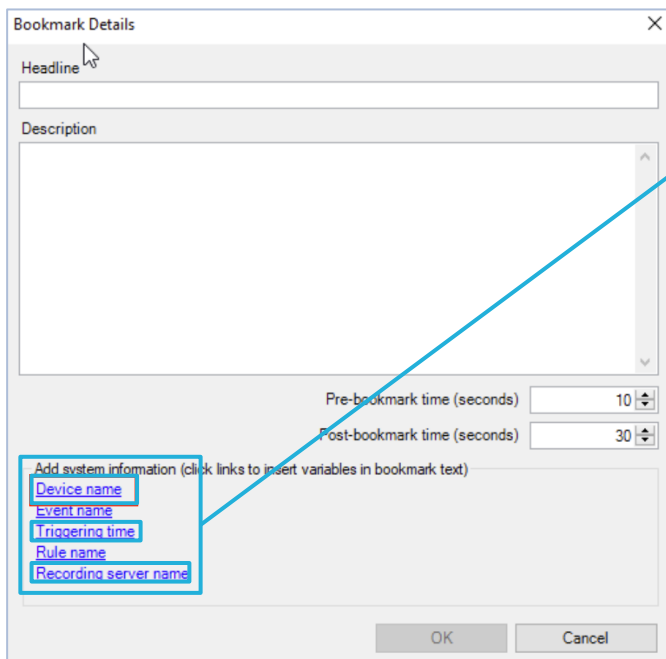 Bookmark Details
Headline
Description
Pre-bookmark time (seconds) 10
Post-bookmark time (seconds) 30
Add system information (click links to insert variables in bookmark text)
Device name
Event name
Triggering time
Rule name
Recording server name
OK Cancel